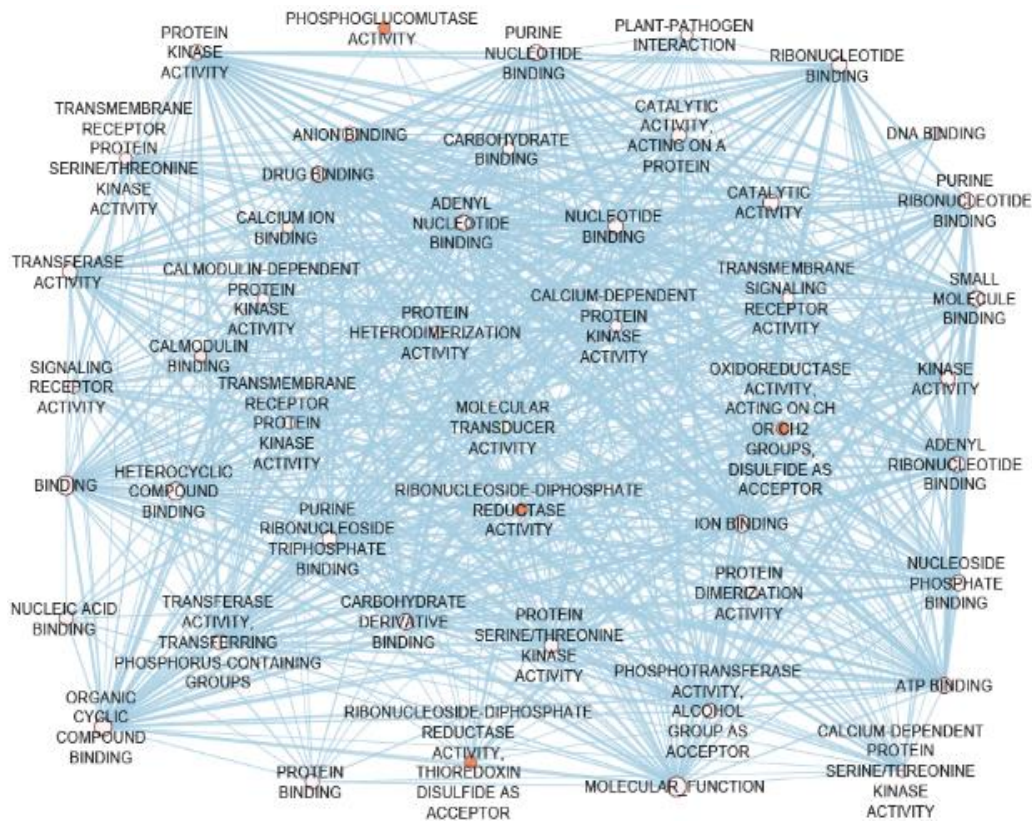 PHOSPHOGLUCOMUTASE
ACTIVITY
PROTEIN
KINASE
ACTIVITY
PURINE
NUCLEOTIDE
BINDING
PLANT-PATHOGEN
INTERACTION
RIBONUCLEOTIDE
BINDING
TRANSMEMBRANE
RECEPTOR
PROTEIN
SERINE/THREONINE
KINASE
ACTIVITY
ANION BINDING
CARBOHYDRATE
BINDING
CATALYTIC
ACTIVITY,
ACTING ON A
PROTEIN
DNA BINDING
DRUG BINDING
PURINE
RIBONUCLEOTIDE
BINDING
CALCIUM ION
BINDING
ADENYL
NUCLEOTIDE
BINDING
NUCLEOTIDE
BINDING
CATALYTIC
ACTIVITY
TRANSFERASE
ACTIVITY
CALMODULIN-DEPENDENT
PROTEIN
KINASE
ACTIVITY
PROTEIN
HETERODIMERIZATION
ACTIVITY
CALCIUM-DEPENDENT
PROTEIN
KINASE
ACTIVITY
TRANSMEMBRANE
SIGNALING
RECEPTOR
ACTIVITY
SMALL
MOLECULE
BINDING
CALMODULIN
BINDING
SIGNALING
RECEPTOR
ACTIVITY
TRANSMEMBRANE
RECEPTOR
PROTEIN
KINASE
ACTIVITY
MOLECULAR
TRANSDUCER
ACTIVITY
OXIDOREDUCTASE
ACTIVITY,
ACTING ON CH
OR CH2
GROUPS,
DISULFIDE AS
ACCEPTOR
KINASE
ACTIVITY
ADENYL
RIBONUCLEOTIDE
BINDING
BINDING
HETEROCYCLIC
COMPOUND
BINDING
PURINE
RIBONUCLEOSIDE
TRIPHOSPHATE
BINDING
RIBONUCLEOSIDE-DIPHOSPHATE
REDUCTASE
ACTIVITY
ION BINDING
NUCLEOSIDE
PHOSPHATE
BINDING
NUCLEIC ACID
BINDING
TRANSFERASE
ACTIVITY,
TRANSFERRING
PHOSPHORUS-CONTAINING
GROUPS
CARBOHYDRATE
DERIVATIVE
BINDING
PROTEIN
SERINE/THREONINE
KINASE
ACTIVITY
PROTEIN
DIMERIZATION
ACTIVITY
PHOSPHOTRANSFERASE
ACTIVITY,
ALCOHOL
GROUP AS
ACCEPTOR
ATP BINDING
ORGANIC
CYCLIC
COMPOUND
BINDING
PROTEIN
BINDING
RIBONUCLEOSIDE-DIPHOSPHATE
REDUCTASE
ACTIVITY,
THIOREDOXIN
DISULFIDE AS
ACCEPTOR
MOLECULAR_FUNCTION
CALCIUM-DEPENDENT
PROTEIN
SERINE/THREONINE
KINASE
ACTIVITY